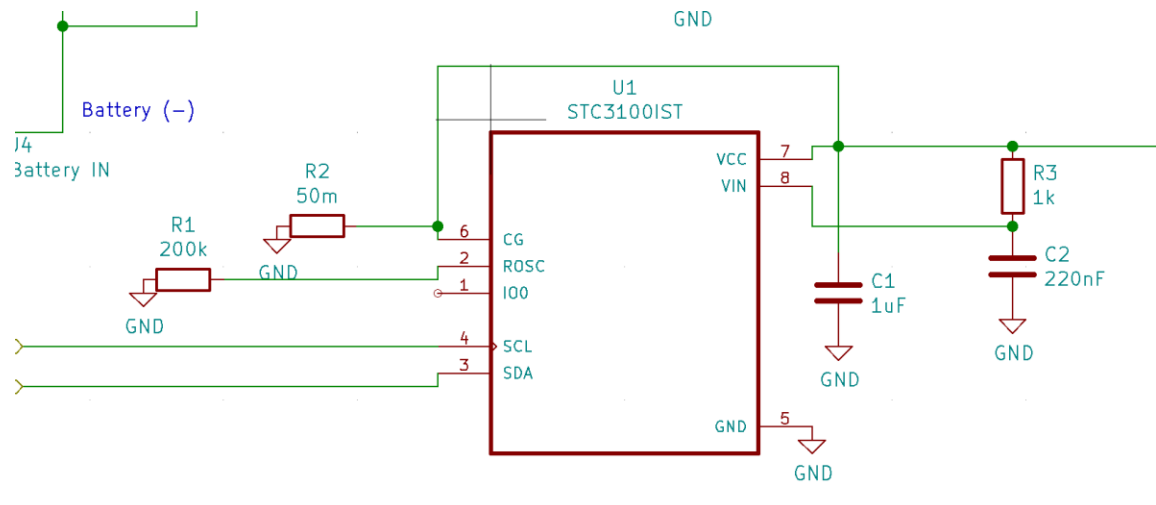 GND
U1
STC3100IST
Battery (-)
J4
Battery IN
R2
50m
R1
200k
GND
GND
6
CG
2
ROSC
1
IO0
4
SCL
3
SDA
VCC
7
VIN
8
GND
5
GND
R3
1k
C1
1uF
GND
C2
220nF
GND